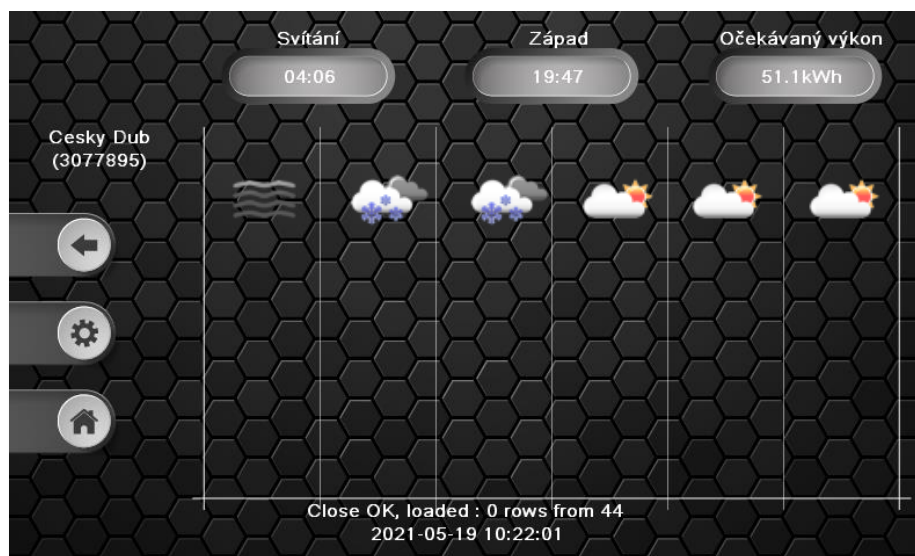 Svítání
Západ
Očekávaný výkon
04:06
19:47
51.1kWh
Cesky Dub
(3077895)
Close OK, loaded : 0 rows from 44
2021-05-19 10:22:01